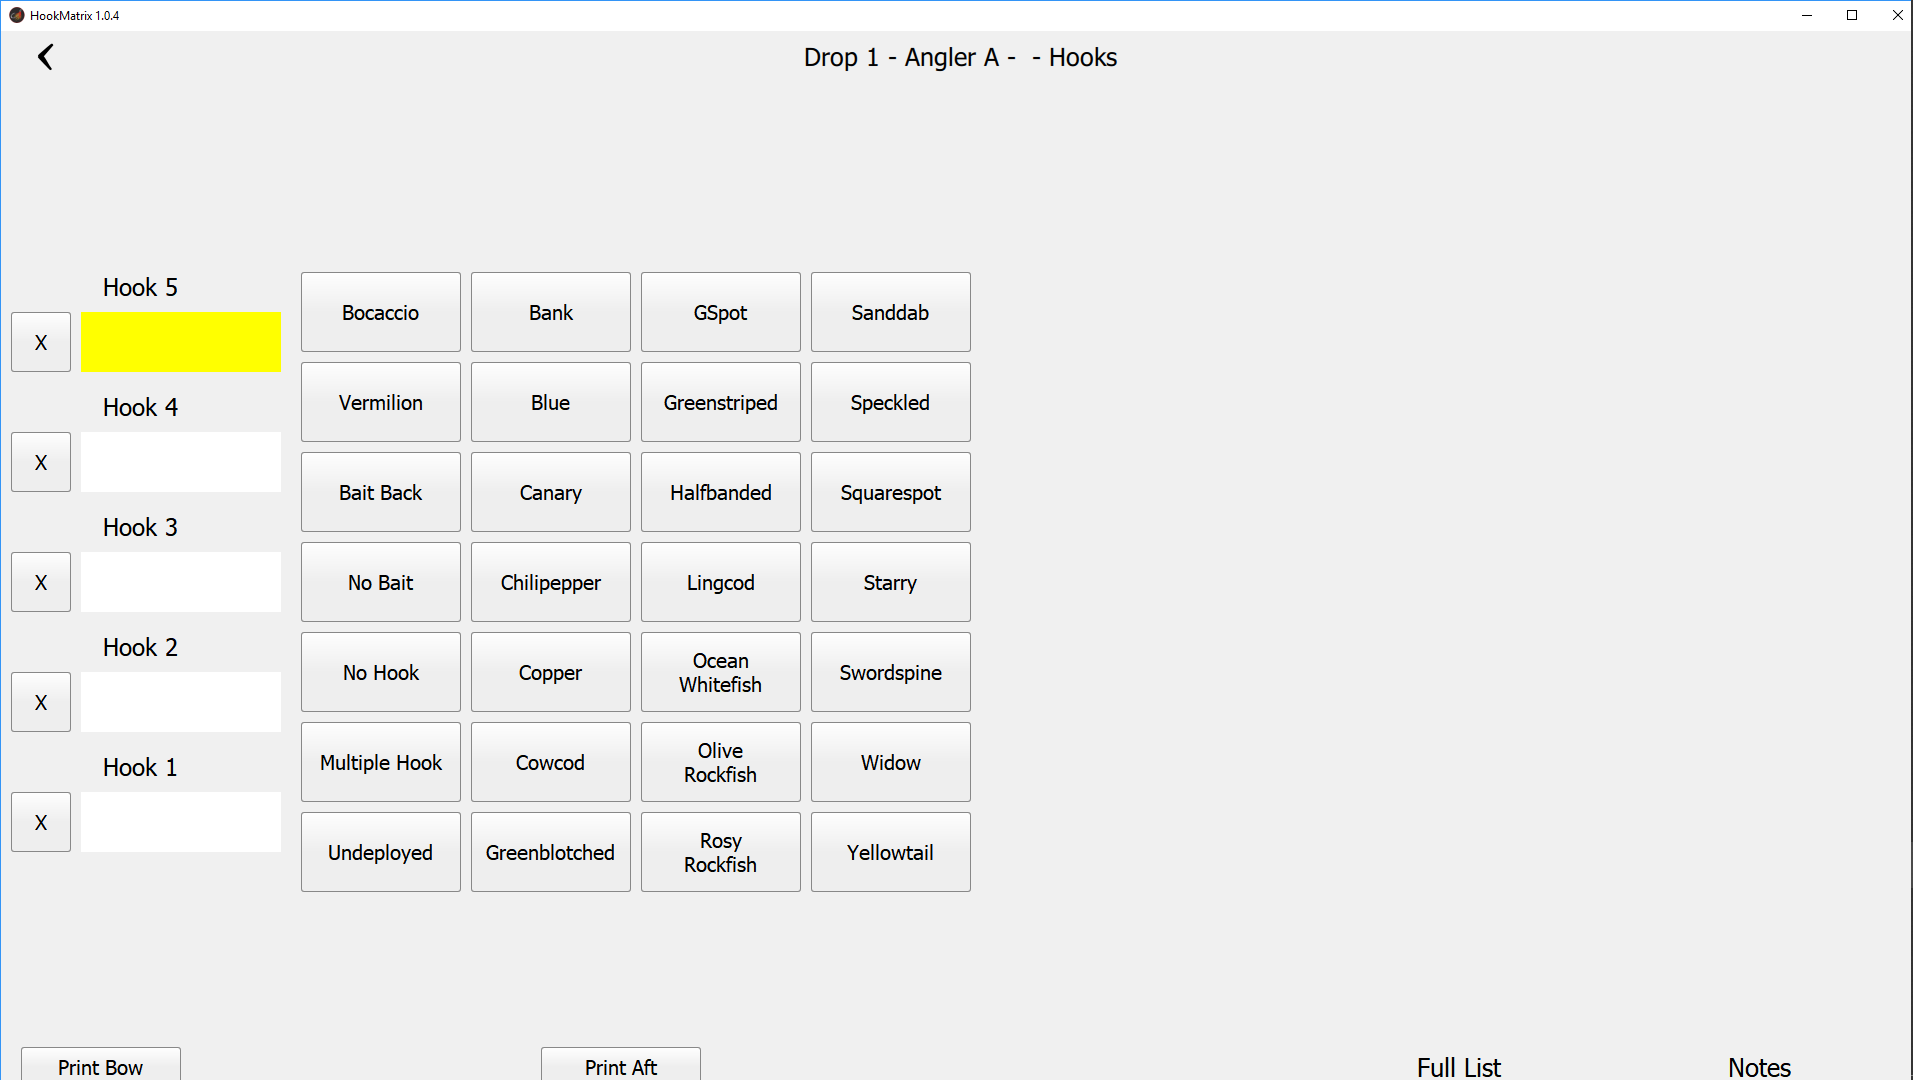 HookMatrix 1.0.4
Drop 1 - Angler A -  - Hooks
Hook 5
X
Hook 4
X
Hook 3
X
Hook 2
X
Hook 1
X
Bocaccio
Bank
GSpot
Sanddab
Vermilion
Blue
Greenstriped
Speckled
Bait Back
Canary
Halfbanded
Squarespot
No Bait
Chilipepper
Lingcod
Starry
No Hook
Copper
Ocean
Whitefish
Swordspine
Multiple Hook
Cowcod
Olive
Rockfish
Widow
Undeployed
Greenblotched
Rosy
Rockfish
Yellowtail
Print Bow
Print Aft
Full List
Notes